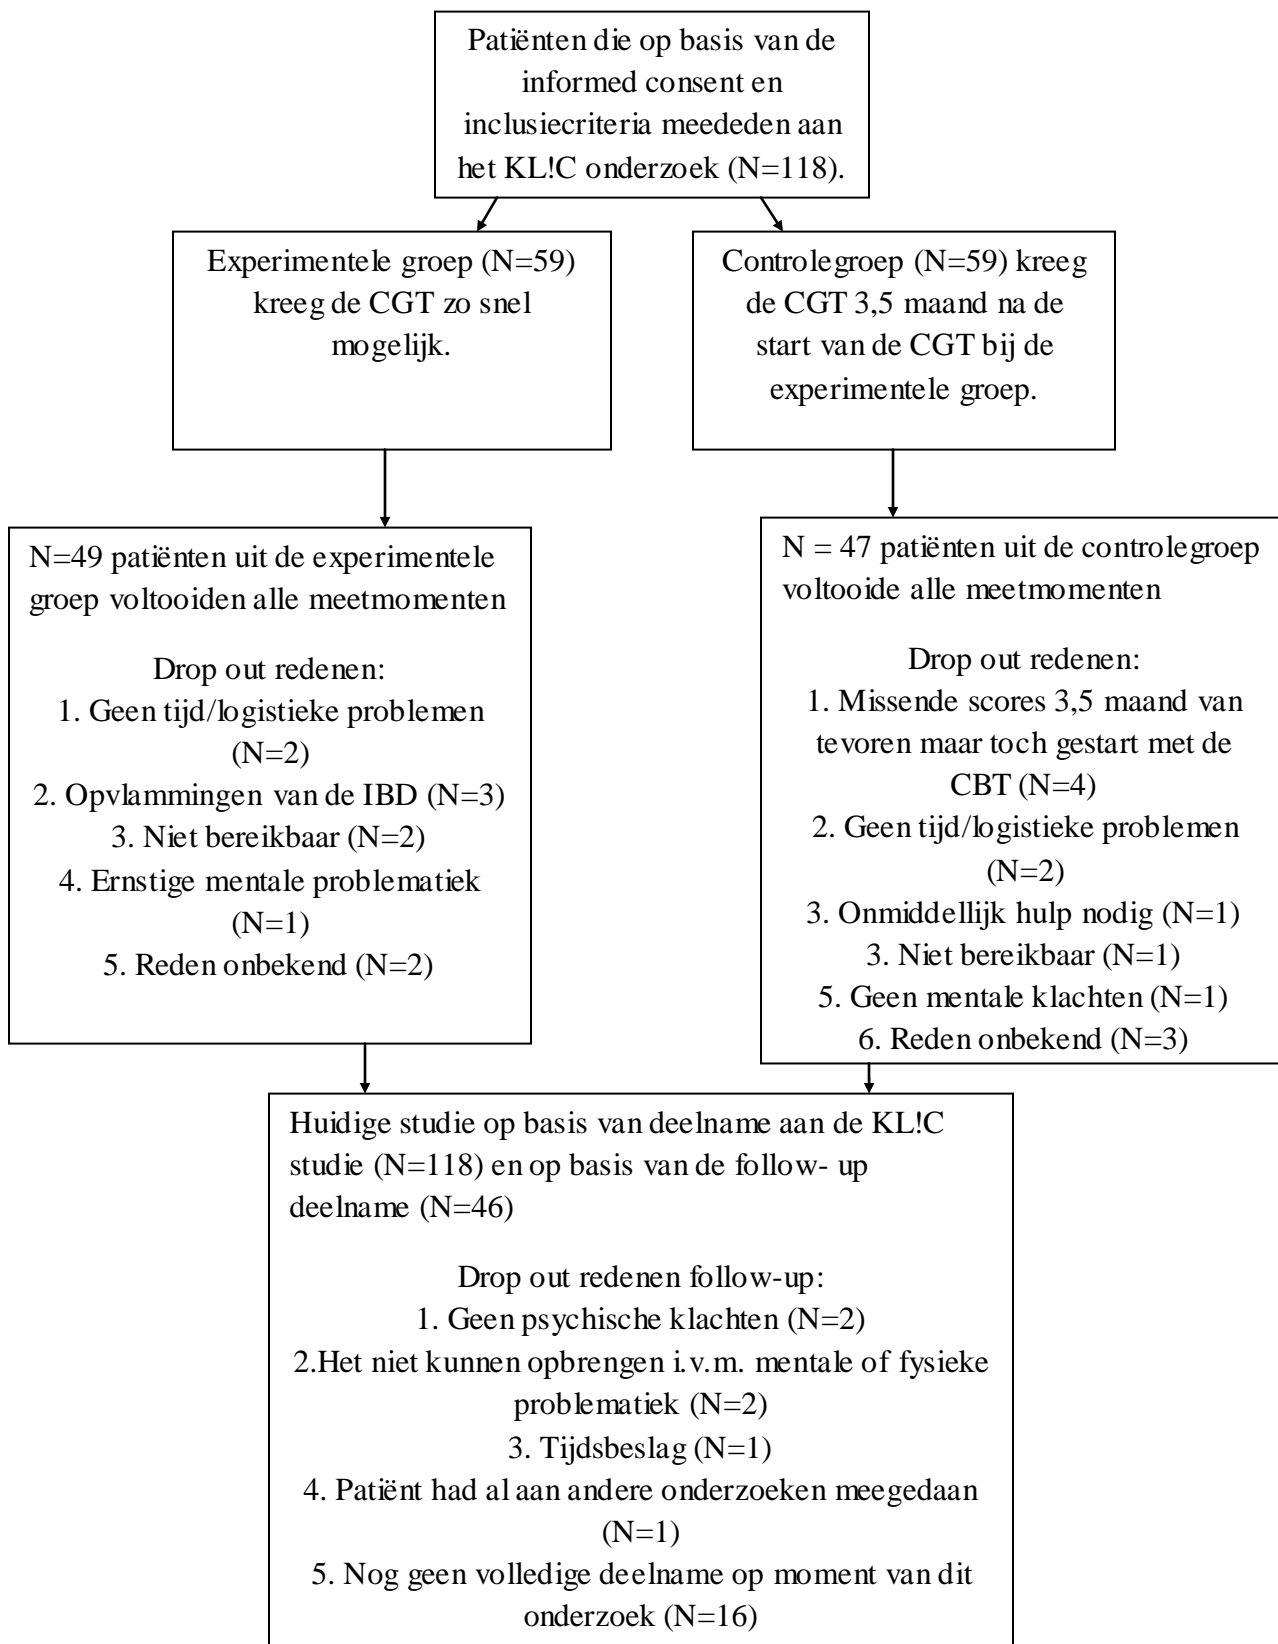 Patiënten die op basis van de
informed consent en
inclusiecriteria meededen aan
het KL!C onderzoek (N=118).
Experimentele groep (N=59)
kreeg de CGT zo snel
mogelijk.
Controlegroep (N=59) kreeg
de CGT 3,5 maand na de
start van de CGT bij de
experimentele groep.
N=49 patiënten uit de experimentele
groep voltooiden alle meetmomenten
Drop out redenen:
1. Geen tijd/logistieke problemen
(N=2)
2. Opvlammingen van de IBD (N=3)
3. Niet bereikbaar (N=2)
4. Ernstige mentale problematiek
(N=1)
5. Reden onbekend (N=2)
N = 47 patiënten uit de controlegroep
voltooide alle meetmomenten
Drop out redenen:
1. Missende scores 3,5 maand van
tevoren maar toch gestart met de
CBT (N=4)
2. Geen tijd/logistieke problemen
(N=2)
3. Onmiddellijk hulp nodig (N=1)
3. Niet bereikbaar (N=1)
5. Geen mentale klachten (N=1)
6. Reden onbekend (N=3)
Huidige studie op basis van deelname aan de KL!C
studie (N=118) en op basis van de follow- up
deelname (N=46)
Drop out redenen follow-up:
1. Geen psychische klachten (N=2)
2.Het niet kunnen opbrengen i.v.m. mentale of fysieke
problematiek (N=2)
3. Tijdsbeslag (N=1)
4. Patiënt had al aan andere onderzoeken meegedaan
(N=1)
5. Nog geen volledige deelname op moment van dit
onderzoek (N=16)